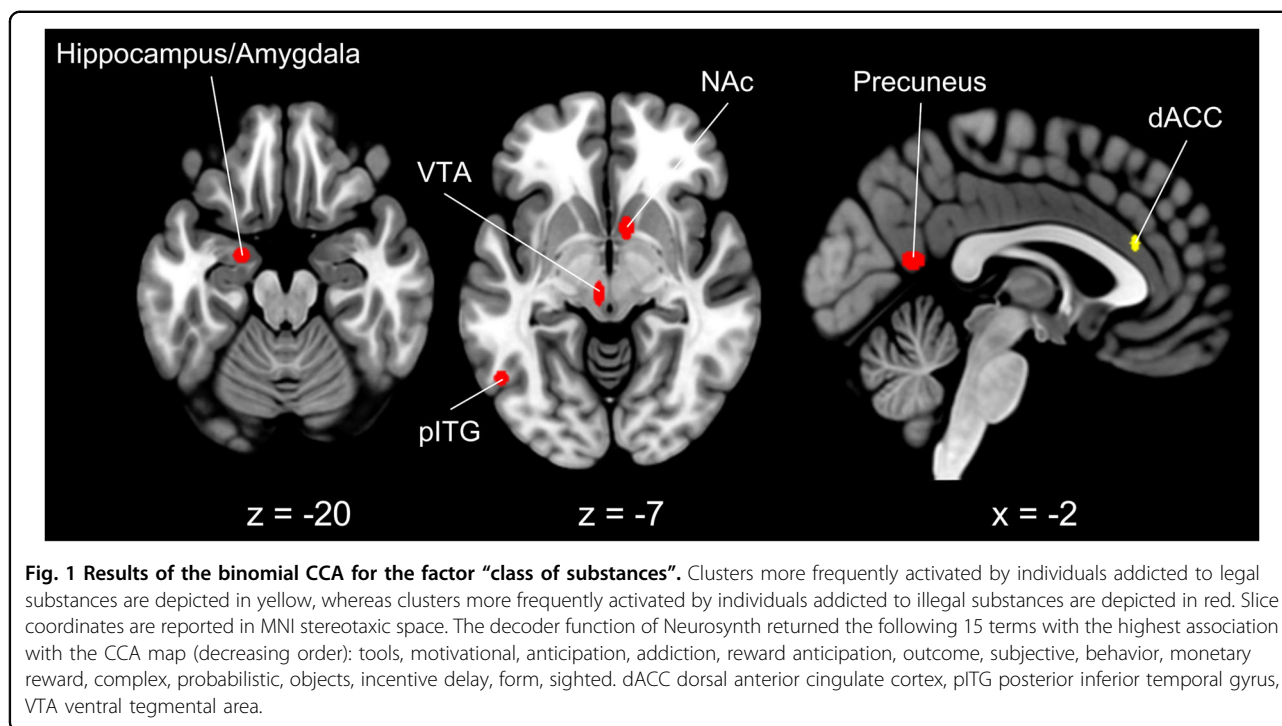 Hippocampus/Amygdala
NAc
Precuneus
dACC
VTA
pITG
z = -20
z = -7
x = -2
Fig. 1 Results of the binomial CCA for the factor “class of substances”. Clusters more frequently activated by individuals addicted to legal
substances are depicted in yellow, whereas clusters more frequently activated by individuals addicted to illegal substances are depicted in red. Slice
coordinates are reported in MNI stereotaxic space. The decoder function of Neurosynth returned the following 15 terms with the highest association
with the CCA map (decreasing order): tools, motivational, anticipation, addiction, reward anticipation, outcome, subjective, behavior, monetary
reward, complex, probabilistic, objects, incentive delay, form, sighted. dACC dorsal anterior cingulate cortex, pITG posterior inferior temporal gyrus,
VTA ventral tegmental area.